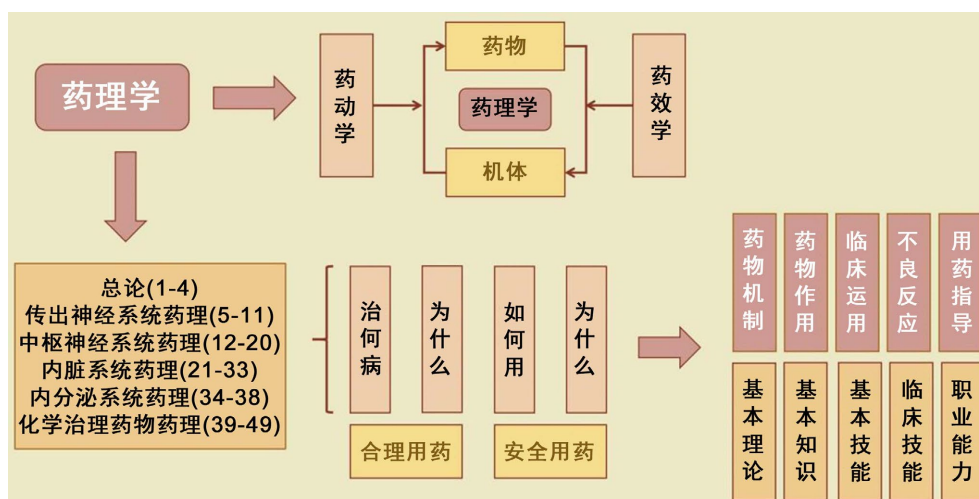 药理学
药动学
药物
药理学
机体
药效学
总论(1-4)
传出神经系统药理(5-11)
中枢神经系统药理(12-20)
内脏系统药理(21-33)
内分泌系统药理(34-38)
化学治理药物药理(39-49)
治何病
为什么
如何用
为什么
合理用药
安全用药
药物机制
药物作用
临床运用
不良反应
用药指导
基本理论
基本知识
基本技能
临床技能
职业能力